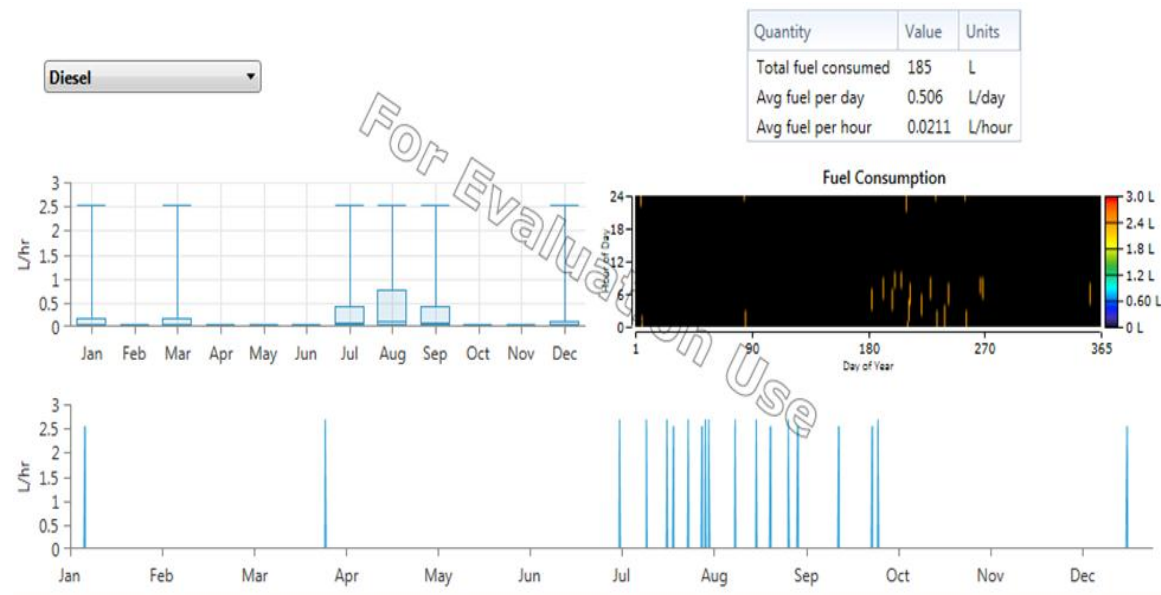 Quantity Value Units
Total fuel consumed 185 L
Avg fuel per day 0.506 L/day
Avg fuel per hour 0.0211 L/hour
Diesel
For Evaluation Use
L/hr
3
2.5
2
1.5
1
0.5
0
Jan Feb Mar Apr May Jun Jul Aug Sep Oct Nov Dec
Fuel Consumption
Hour of Day
24
18
12
6
0
1 90 180 270 365
Day of Year
3.0 L
2.4 L
1.8 L
1.2 L
0.60 L
0 L
L/hr
3
2.5
2
1.5
1
0.5
0
Jan Feb Mar Apr May Jun Jul Aug Sep Oct Nov Dec